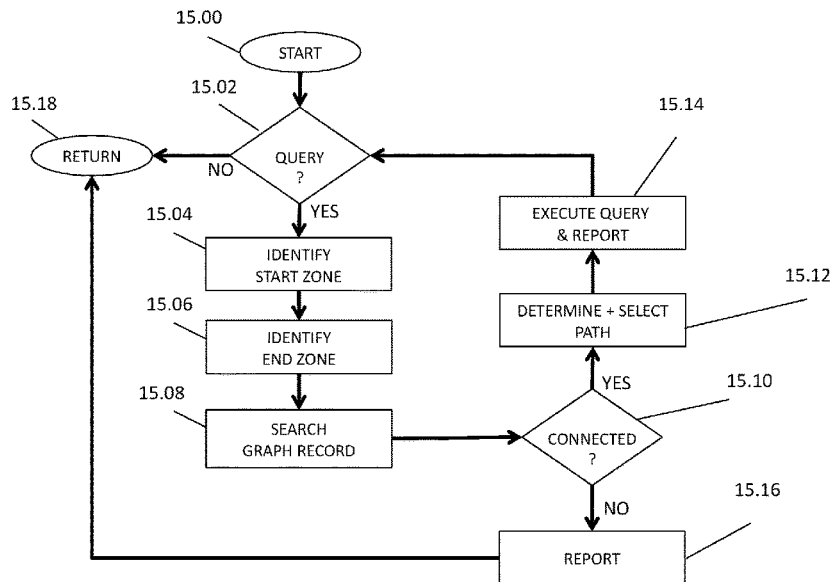 15.00
START
15.02
15.18
15.14
RETURN
QUERY
?
NO
YES
15.04
EXECUTE QUERY
& REPORT
IDENTIFY
START ZONE
15.12
15.06
DETERMINE + SELECT
PATH
IDENTIFY
END ZONE
YES
15.10
15.08
SEARCH
GRAPH RECORD
CONNECTED
?
NO
15.16
REPORT